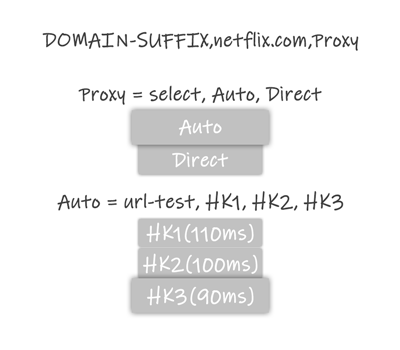 DOMAIN-SUFFIX,netflix.com,Proxy
Proxy = select, Auto, Direct
Auto
Direct
Auto = url-test, HK1, HK2, HK3
HK1(110ms)
HK2(100ms)
HK3(90ms)